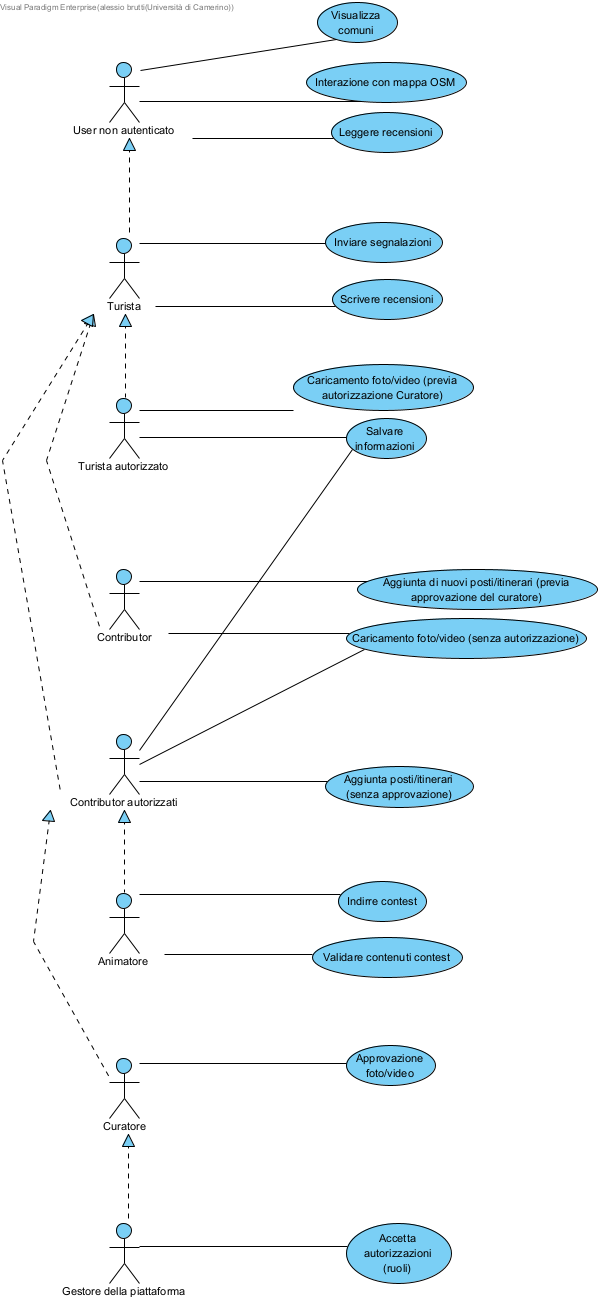 Visual Paradigm Enterprise(alessio brutti(Università di Camerino))
Visualizza
comuni
Interazione con mappa OSM
User non autenticato
Leggere recensioni
Inviare segnalazioni
Turista
Scrivere recensioni
Caricamento foto/video (previa
autorizzazione Curatore)
Salvare
informazioni
Turista autorizzato
Aggiunta di nuovi posti/itinerari (previa
approvazione del curatore)
Contributor
Caricamento foto/video (senza autorizzazione)
Aggiunta posti/itinerari
(senza approvazione)
Contributor autorizzati
Indirre contest
Animatore
Validare contenuti contest
Approvazione
foto/video
Curatore
Accetta
autorizzazioni
(ruoli)
Gestore della piattaforma